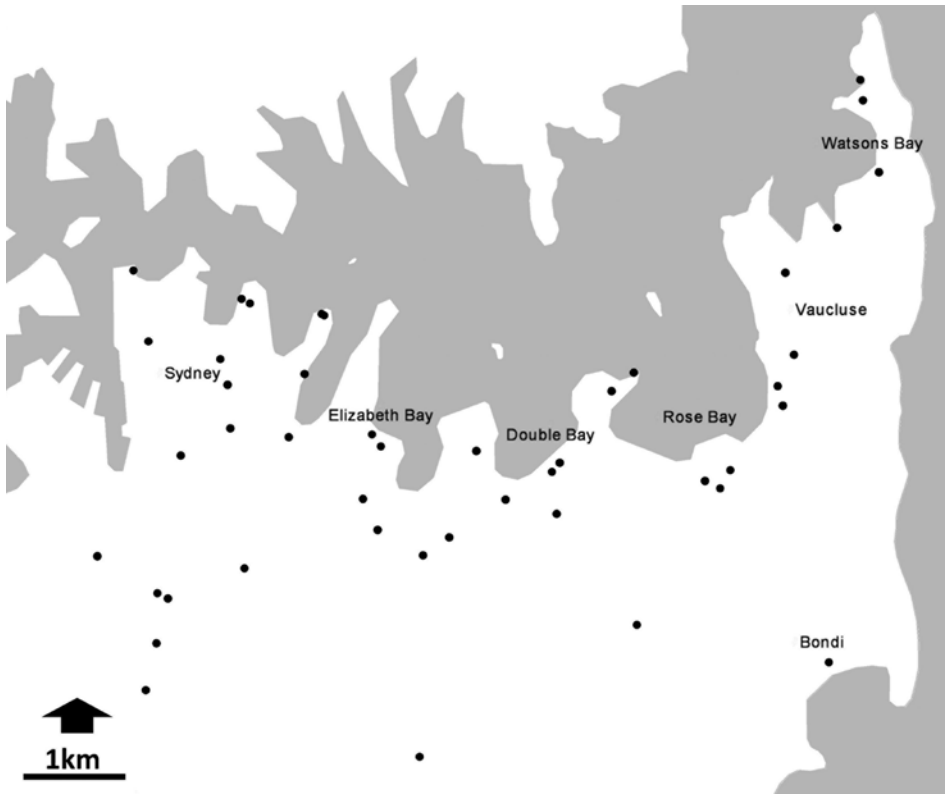 Watsons Bay
Vaucluse
Sydney
Elizabeth Bay
Double Bay
Rose Bay
Bondi
1km